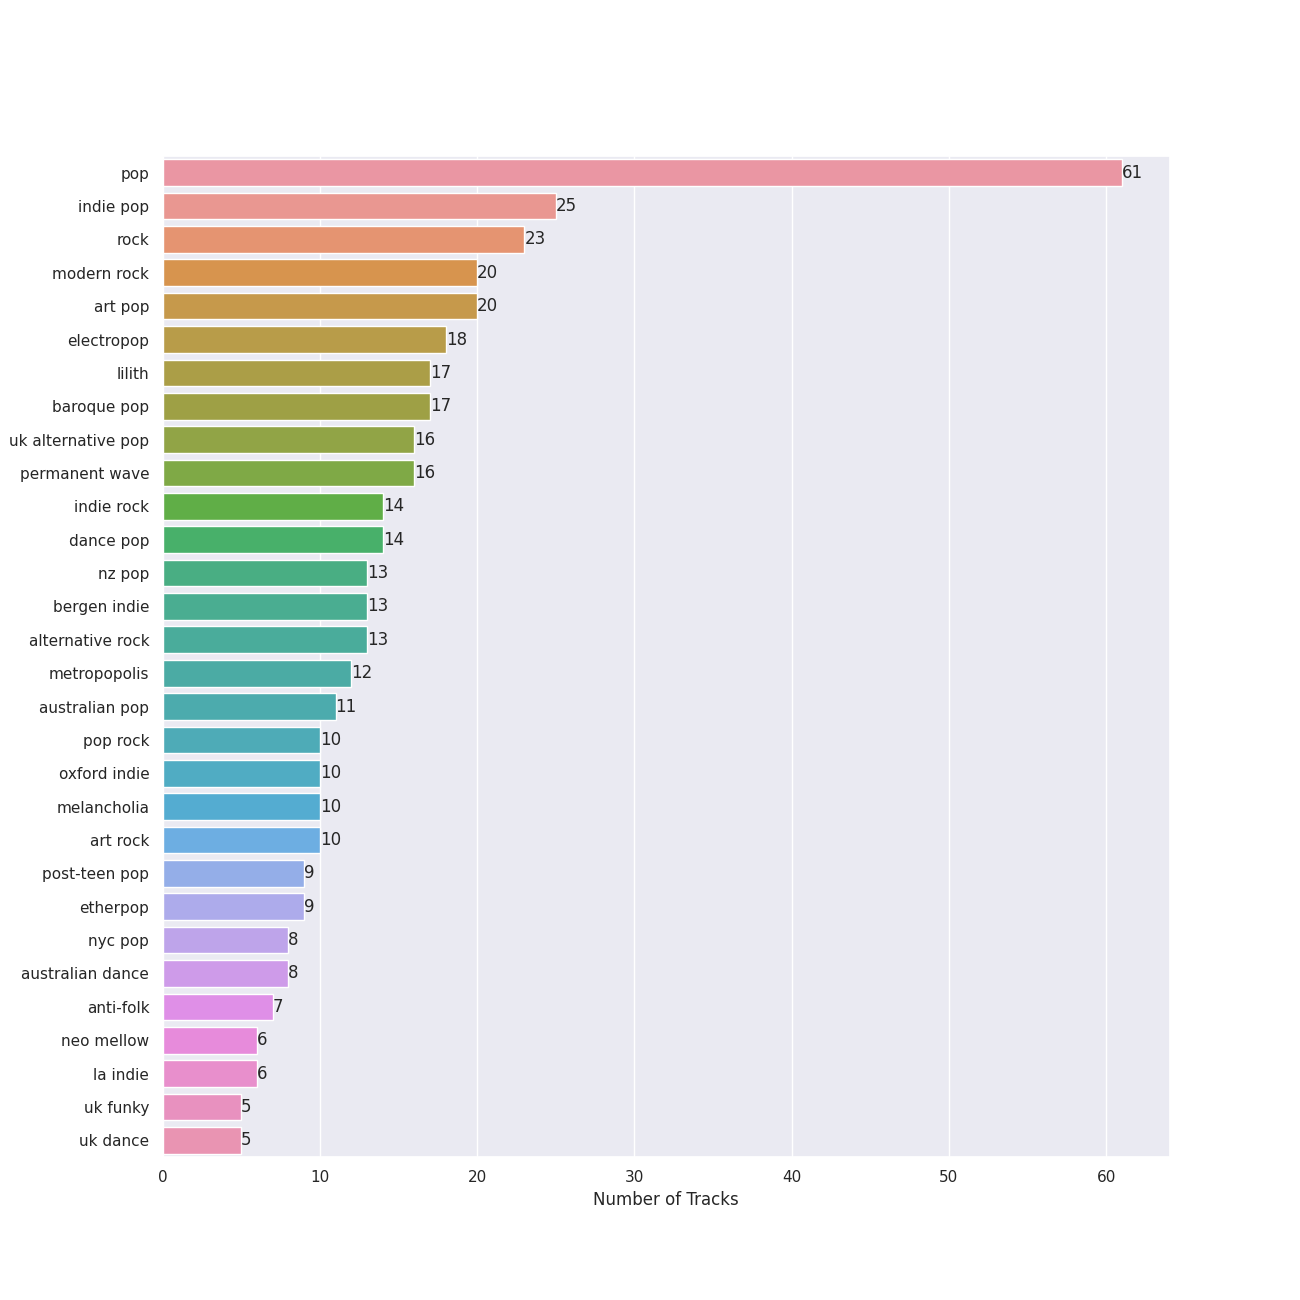 pop 61
indie pop 25
rock 23
modern rock 20
art pop 20
electropop 18
lilith 17
baroque pop 17
uk alternative pop 16
permanent wave 16
indie rock 14
dance pop 14
nz pop 13
bergen indie 13
alternative rock 13
metropopolis 12
australian pop 11
pop rock 10
oxford indie 10
melancholia 10
art rock 10
post-teen pop 9
etherpop 9
nyc pop 8
australian dance 8
anti-folk 7
neo mellow 6
la indie 6
uk funky 5
uk dance 5
0 10 20 30 40 50 60
Number of Tracks